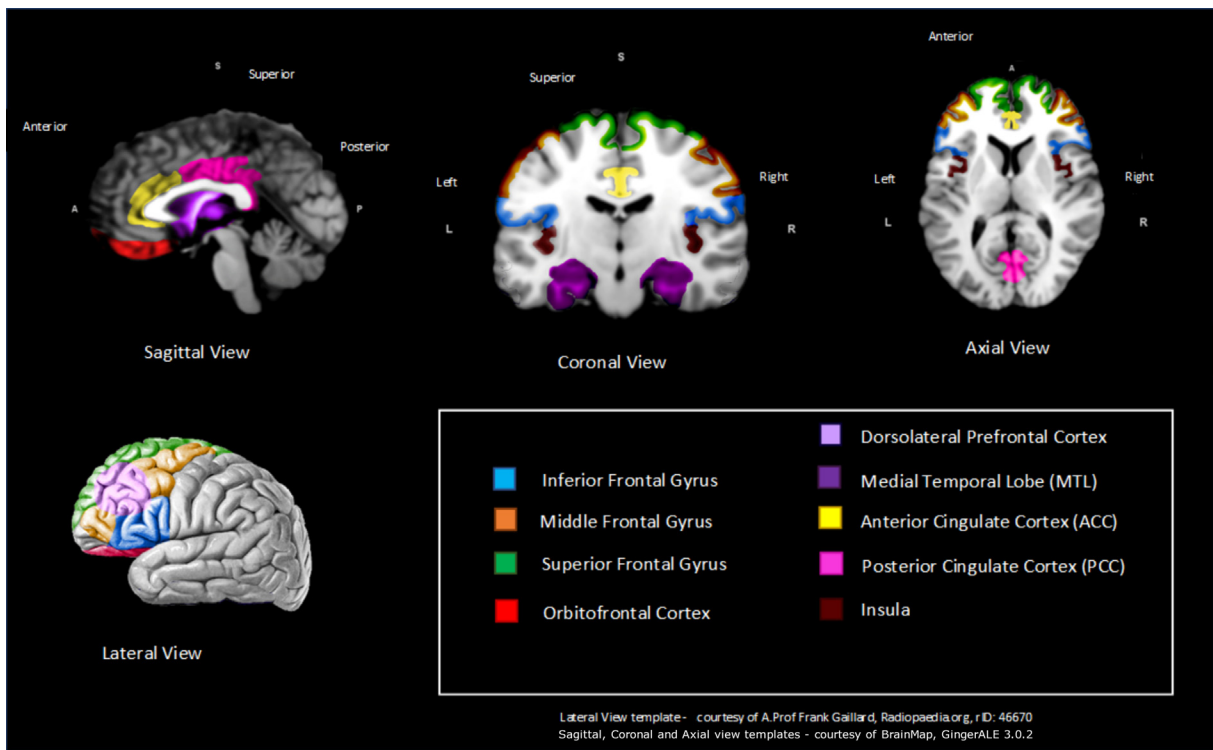 S
Superior
Anterior
Posterior
A
P
Sagittal View
S
Superior
Left
Right
L
R
Coronal View
Anterior
A
Left
Right
L
R
Axial View
Lateral View
Inferior Frontal Gyrus
Middle Frontal Gyrus
Superior Frontal Gyrus
Orbitofrontal Cortex
Dorsolateral Prefrontal Cortex
Medial Temporal Lobe (MTL)
Anterior Cingulate Cortex (ACC)
Posterior Cingulate Cortex (PCC)
Insula
Lateral View template- courtesy of A.Prof Frank Gaillard, Radiopaedia.org, rID: 46670
Sagittal, Coronal and Axial view templates - courtesy of BrainMap, GingerALE 3.0.2